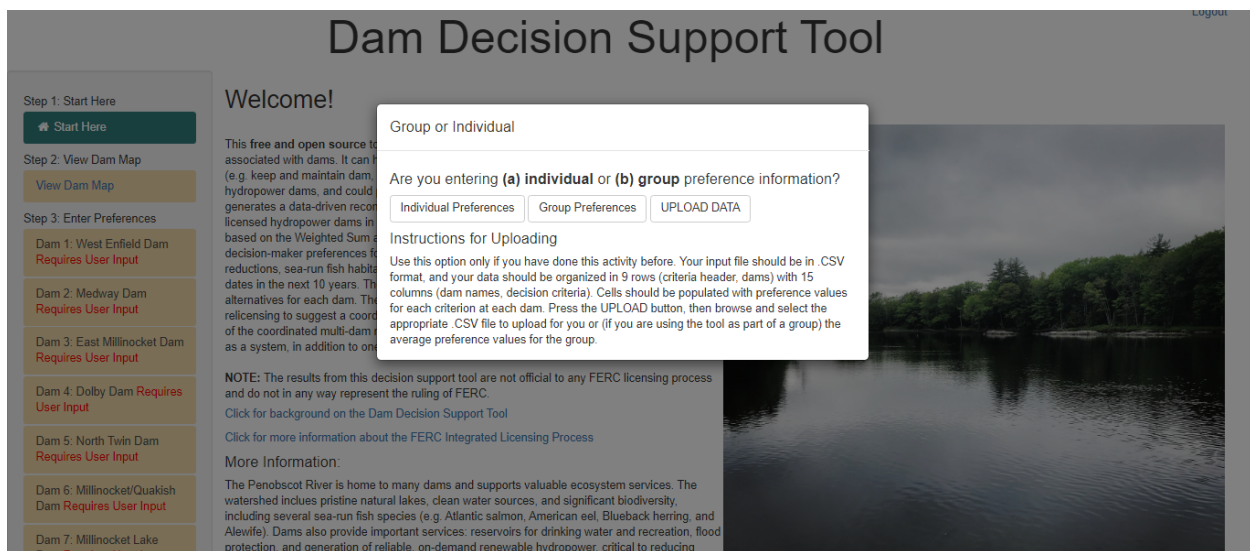 Logout
Dam Decision Support Tool
Step 1: Start Here
Start Here
Step 2: View Dam Map
View Dam Map
Step 3: Enter Preferences
Dam 1: West Enfield Dam
Requires User Input
Dam 2: Medway Dam
Requires User Input
Dam 3: East Millinocket Dam
Requires User Input
Dam 4: Dolby Dam Requires
User Input
Dam 5: North Twin Dam
Requires User Input
Dam 6: Millinocket/Quakish
Dam Requires User Input
Dam 7: Millinocket Lake
Welcome!
This free and open source
associated with dams. It can
(e.g. keep and maintain dam,
hydropower dams, and could
generates a data-driven
licensed hydropower dams in
based on the Weighted Sum
decision-maker preferences
reductions, sea-run fish
dates in the next 10 years.
alternatives for each dam.
relicensing to suggest a
of the coordinated multi-dam
as a system, in addition to
Group or Individual
Are you entering (a) individual or (b) group preference information?
Individual Preferences Group Preferences UPLOAD DATA
Instructions for Uploading
Use this option only if you have done this activity before. Your input file should be in .CSV
format, and your data should be organized in 9 rows (criteria header, dams) with 15
columns (dam names, decision criteria). Cells should be populated with preference values
for each criterion at each dam. Press the UPLOAD button, then browse and select the
appropriate .CSV file to upload for you or (if you are using the tool as part of a group) the
average preference values for the group.
NOTE: The results from this decision support tool are not official to any FERC licensing process
and do not in any way represent the ruling of FERC.
Click for background on the Dam Decision Support Tool
Click for more information about the FERC Integrated Licensing Process
More Information:
The Penobscot River is home to many dams and supports valuable ecosystem services. The
watershed inclues pristine natural lakes, clean water sources, and significant biodiversity,
including several sea-run fish species (e.g. Atlantic salmon, American eel, Blueback herring, and
Alewife). Dams also provide important services: reservoirs for drinking water and recreation, flood
protection, and generation of reliable, on-demand renewable hydropower, critical to reducing